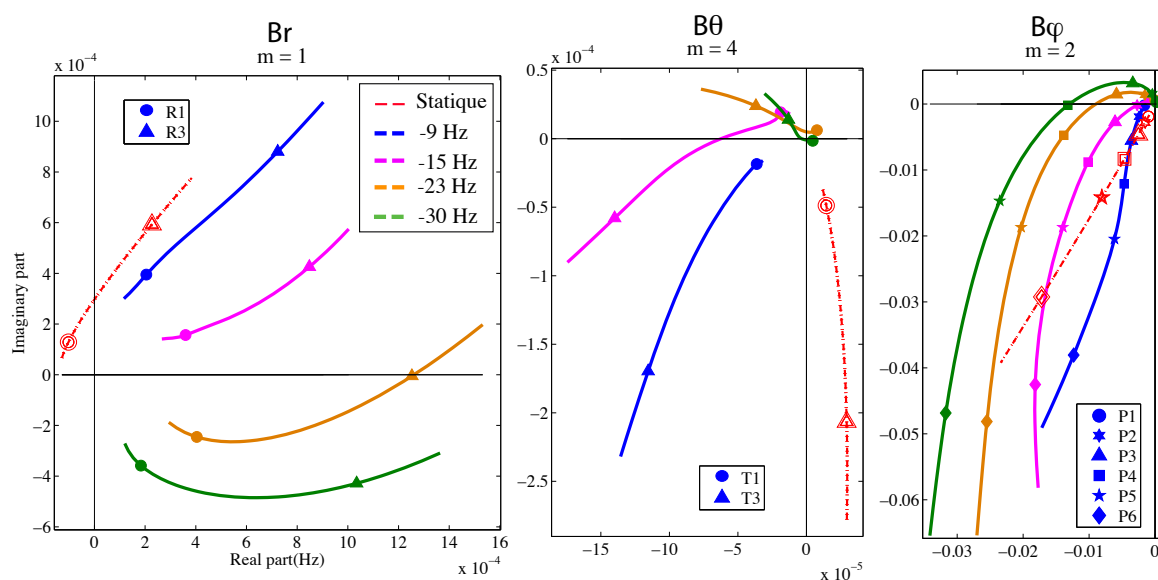 Br
m = 1
x 10⁻⁴
10
8
6
4
2
0
−2
−4
−6
Imaginary part
0
2
4
6
8
10
12
14
16
Real part(Hz)
x 10⁻⁴
R1
R3
Statique
-9 Hz
-15 Hz
-23 Hz
-30 Hz
Bθ
m = 4
x 10⁻⁴
0.5
0
−0.5
−1
−1.5
−2
−2.5
−15
−10
−5
0
x 10⁻⁵
T1
T3
Bφ
m = 2
0
−0.01
−0.02
−0.03
−0.04
−0.05
−0.06
−0.03
−0.02
−0.01
0
P1
P2
P3
P4
P5
P6